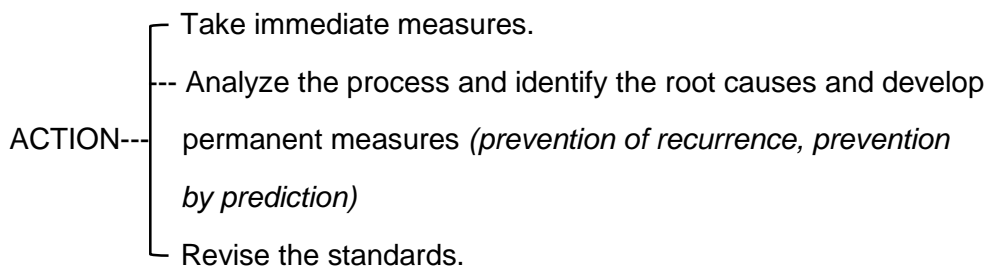 Take immediate measures.
--- Analyze the process and identify the root causes and develop
ACTION--- permanent measures (prevention of recurrence, prevention
by prediction)
Revise the standards.